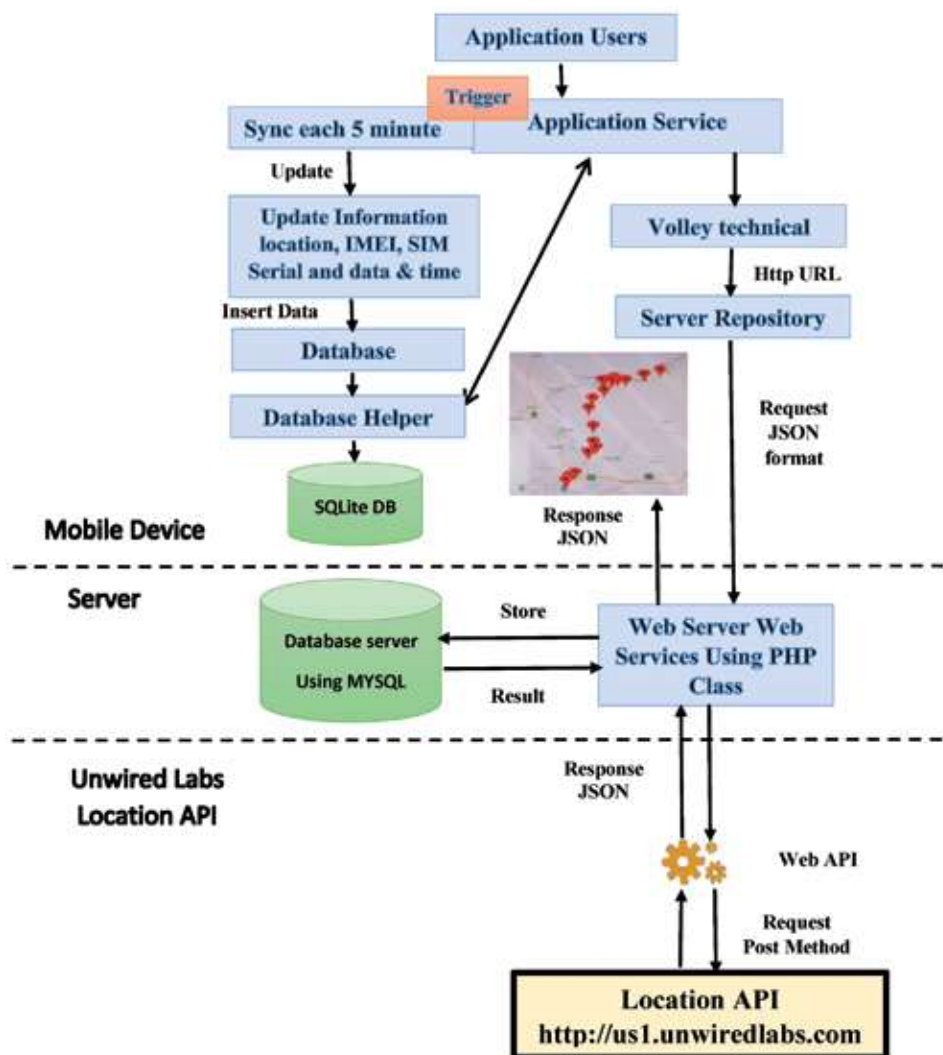 Application Users
Trigger
Sync each 5 minute
Application Service
Update
Update Information
location, IMEI, SIM
Serial and data & time
Volley technical
Http URL
Insert Data
Server Repository
Database
Database Helper
Request
JSON
format
SQLite DB
Response
JSON
Mobile Device
Server
Database server
Using MYSQL
Store
Result
Web Server Web
Services Using PHP
Class
Unwired Labs
Location API
Response
JSON
Web API
Request
Post Method
Location API
http://us1.unwiredlabs.com